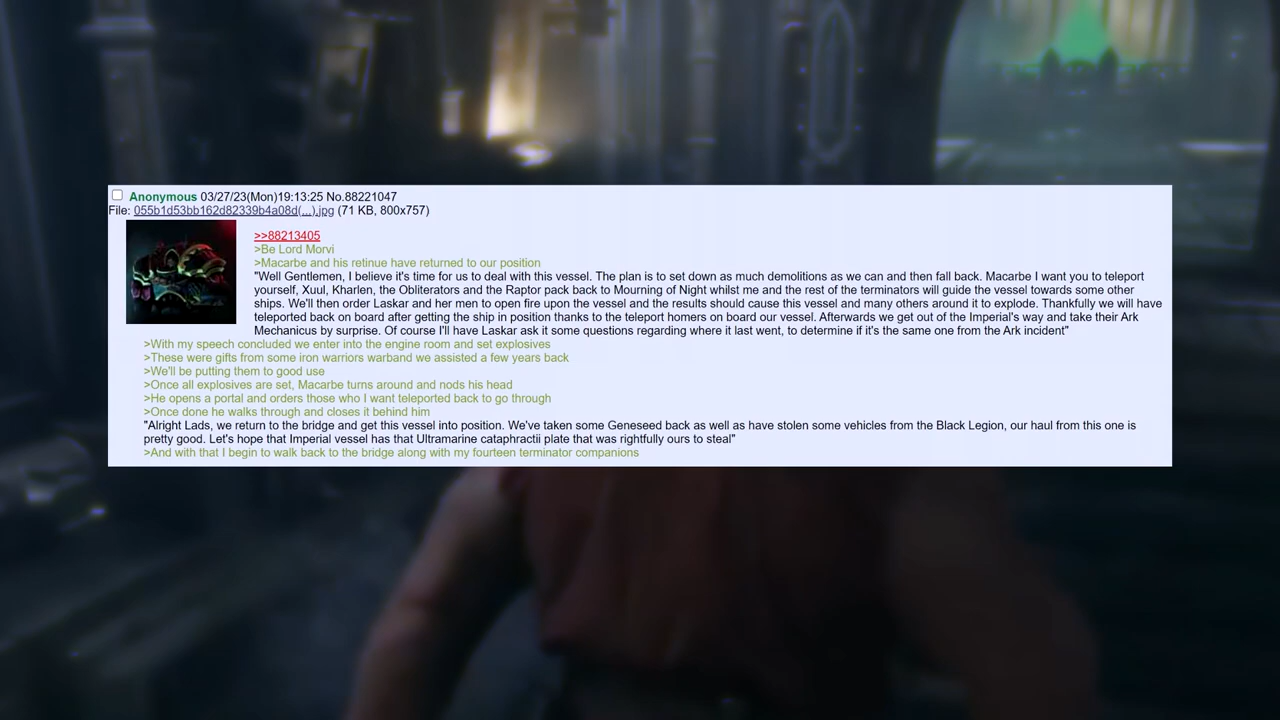 Anonymous 03/27/23(Mon)19:13:25 No.88221047
File: 055b1d53bb162d82339b4a08d(...).jpg (71 KB, 800x757)
>>88213405
>Be Lord Morvi
>Macarbe and his retinue have returned to our position
"Well Gentlemen, I believe it's time for us to deal with this vessel. The plan is to set down as much demolitions as we can and then fall back. Macarbe I want you to teleport
yourself, Xuul, Kharlen, the Obliterators and the Raptor pack back to Mourning of Night whilst me and the rest of the terminators will guide the vessel towards some other
ships. We'll then order Laskar and her men to open fire upon the vessel and the results should cause this vessel and many others around it to explode. Thankfully we will have
teleported back on board after getting the ship in position thanks to the teleport homers on board our vessel. Afterwards we get out of the Imperial's way and take their Ark
Mechanicus by surprise. Of course I'll have Laskar ask it some questions regarding where it last went, to determine if it's the same one from the Ark incident"
>With my speech concluded we enter into the engine room and set explosives
>These were gifts from some iron warriors warband we assisted a few years back
>We'll be putting them to good use
>Once all explosives are set, Macarbe turns around and nods his head
>He opens a portal and orders those who I want teleported back to go through
>Once done he walks through and closes it behind him
"Alright Lads, we return to the bridge and get this vessel into position. We've taken some Geneseed back as well as have stolen some vehicles from the Black Legion, our haul from this one is
pretty good. Let's hope that Imperial vessel has that Ultramarine cataphractii plate that was rightfully ours to steal"
>And with that I begin to walk back to the bridge along with my fourteen terminator companions